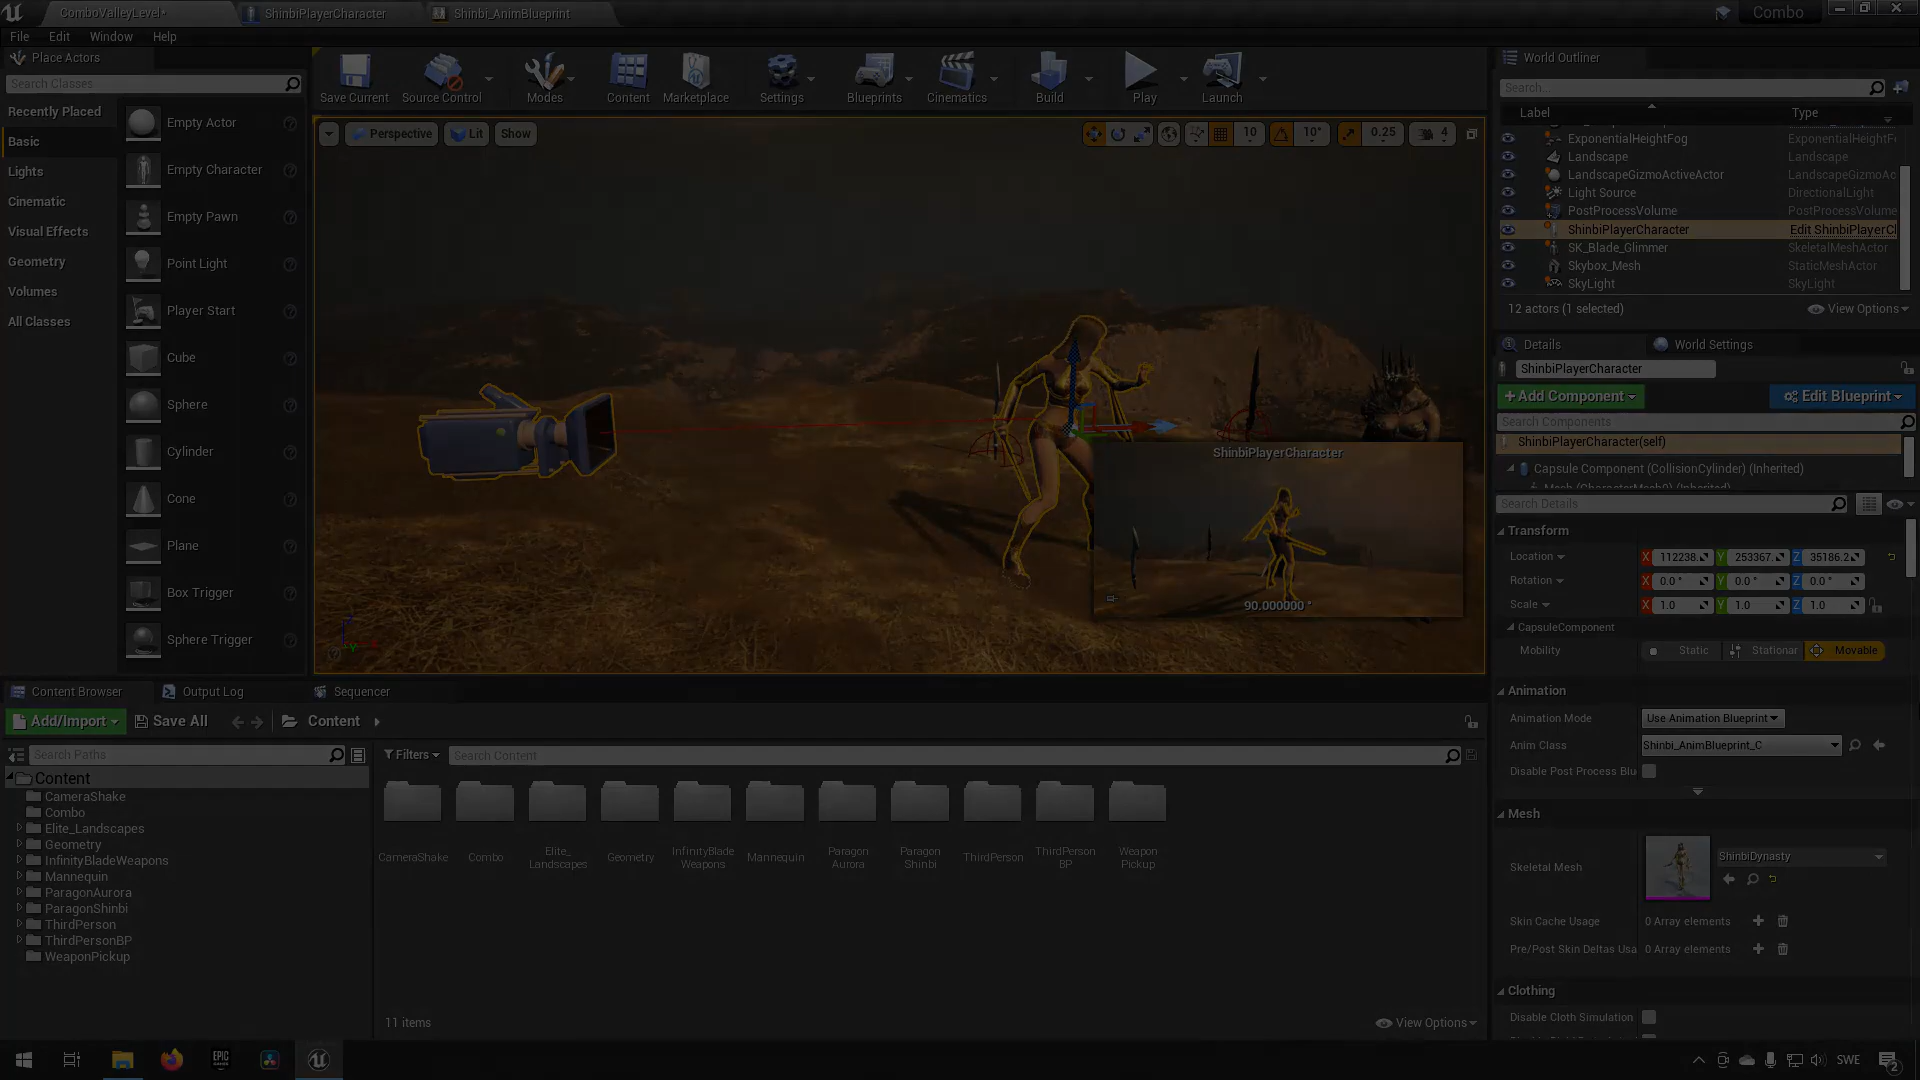 ComboValleyLevel*
ShinbiPlayerCharacter
Shinbi_AnimBlueprint
Combo
File
Edit
Window
Help
Place Actors
Search Classes
Recently Placed
Basic
Lights
Cinematic
Visual Effects
Geometry
Volumes
All Classes
Empty Actor
Empty Character
Empty Pawn
Point Light
Player Start
Cube
Sphere
Cylinder
Cone
Plane
Box Trigger
Sphere Trigger
Save Current
Source Control
Modes
Content
Marketplace
Settings
Blueprints
Cinematics
Build
Play
Launch
Perspective
Lit
Show
10
10°
0.25
4
ShinbiPlayerCharacter
90.000000 °
World Outliner
Search...
Label
Type
ExponentialHeightFog
ExponentialHeightF
Landscape
Landscape
LandscapeGizmoActiveActor
LandscapeGizmoAc
Light Source
DirectionalLight
PostProcessVolume
PostProcessVolume
ShinbiPlayerCharacter
Edit ShinbiPlayerCl
SK_Blade_Glimmer
SkeletalMeshActor
Skybox_Mesh
StaticMeshActor
SkyLight
SkyLight
12 actors (1 selected)
View Options
Details
World Settings
ShinbiPlayerCharacter
+Add Component
Edit Blueprint
Search Components
ShinbiPlayerCharacter(self)
Capsule Component (CollisionCylinder) (Inherited)
Mesh (CharacterMesh0) (Inherited)
Search Details
Transform
Location
X 112238.
Y 253367.
Z 35186.2
Rotation
X 0.0 °
Y 0.0 °
Z 0.0 °
Scale
X 1.0
Y 1.0
Z 1.0
CapsuleComponent
Mobility
Static
Stationar
Movable
Animation
Animation Mode
Use Animation Blueprint
Anim Class
Shinbi_AnimBlueprint_C
Disable Post Process Blu
Mesh
Skeletal Mesh
ShinbiDynasty
Skin Cache Usage
0 Array elements
Pre/Post Skin Deltas Usa
0 Array elements
Clothing
Disable Cloth Simulation
Content Browser
Output Log
Sequencer
Add/Import
Save All
Content
Search Paths
Filters
Search Content
Content
CameraShake
Combo
Elite_Landscapes
Geometry
InfinityBladeWeapons
Mannequin
ParagonAurora
ParagonShinbi
ThirdPerson
ThirdPersonBP
WeaponPickup
CameraShake
Combo
Elite_
Landscapes
Geometry
InfinityBlade
Weapons
Mannequin
Paragon
Aurora
Paragon
Shinbi
ThirdPerson
ThirdPerson
BP
Weapon
Pickup
11 items
View Options
EPIC
GAMES
SWE
2